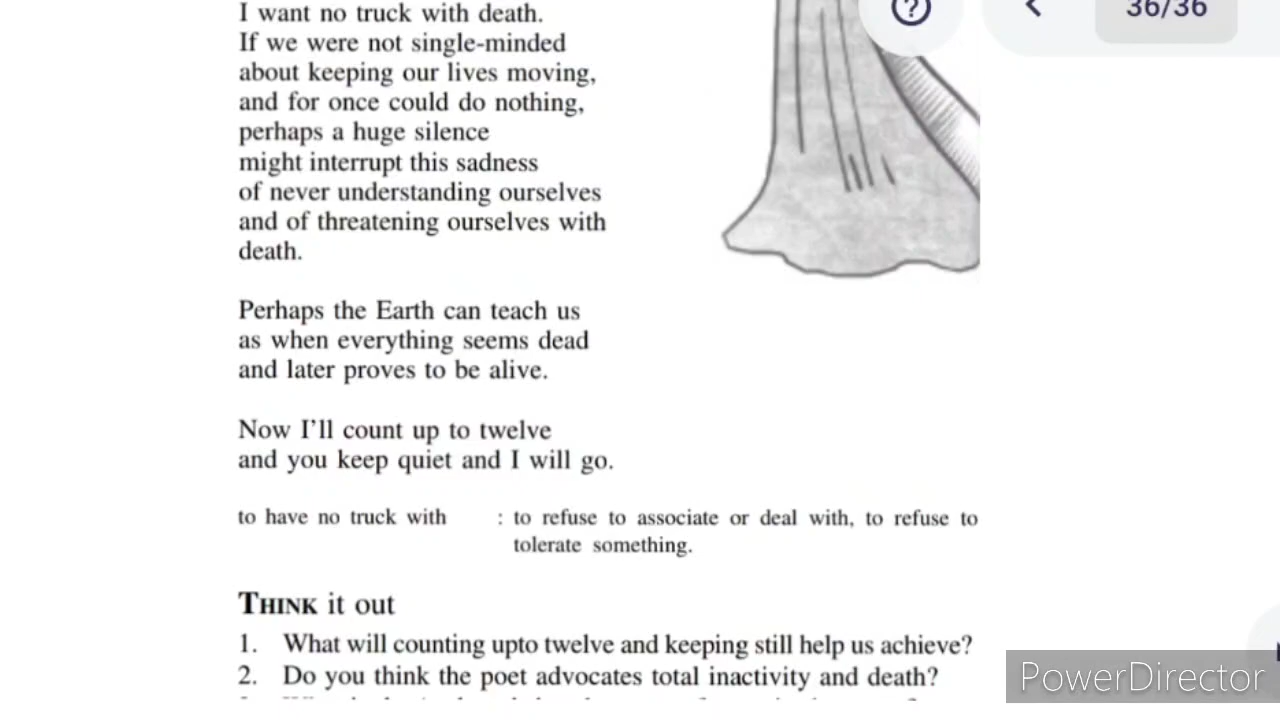 36/36
I want no truck with death.
If we were not single-minded
about keeping our lives moving,
and for once could do nothing,
perhaps a huge silence
might interrupt this sadness
of never understanding ourselves
and of threatening ourselves with
death.
Perhaps the Earth can teach us
as when everything seems dead
and later proves to be alive.
Now I'll count up to twelve
and you keep quiet and I will go.
to have no truck with : to refuse to associate or deal with, to refuse to
tolerate something.
THINK it out
1. What will counting upto twelve and keeping still help us achieve?
2. Do you think the poet advocates total inactivity and death?
PowerDirector